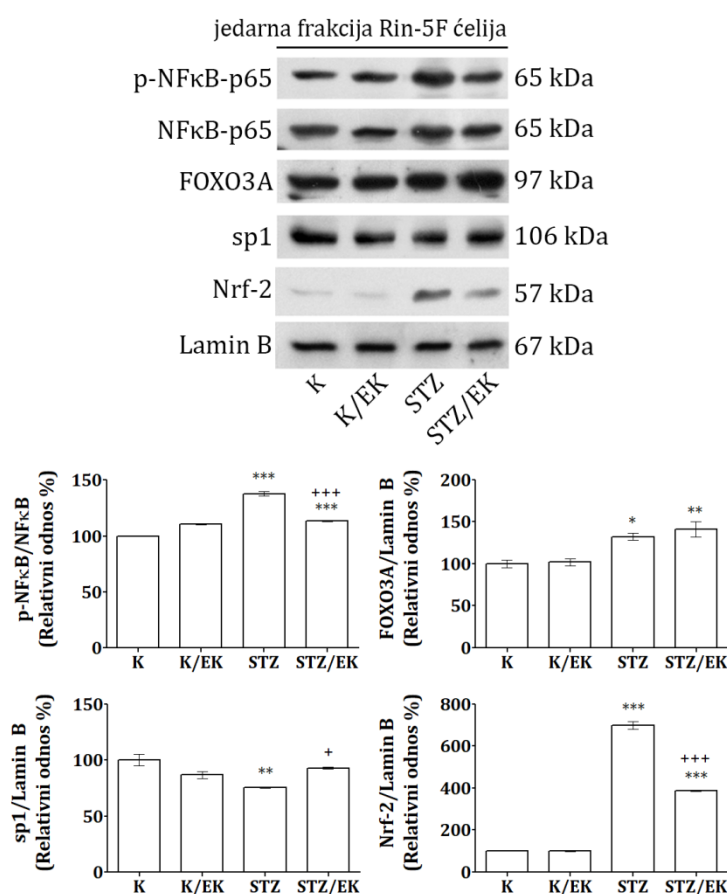 jedarna frakcija Rin-5F ćelija
p-NFκB-p65 65 kDa
NFκB-p65 65 kDa
FOXO3A 97 kDa
sp1 106 kDa
Nrf-2 57 kDa
Lamin B 67 kDa
K K/EK STZ STZ/EK
p-NFκB/NFκB
(Relativni odnos %)
150
100
50
0
***
+++
***
K K/EK STZ STZ/EK
FOXO3A/Lamin B
(Relativni odnos %)
200
150
100
50
0
*
**
K K/EK STZ STZ/EK
sp1/Lamin B
(Relativni odnos %)
150
100
50
0
**
+
K K/EK STZ STZ/EK
Nrf-2/Lamin B
(Relativni odnos %)
800
600
400
200
0
***
+++
***
K K/EK STZ STZ/EK